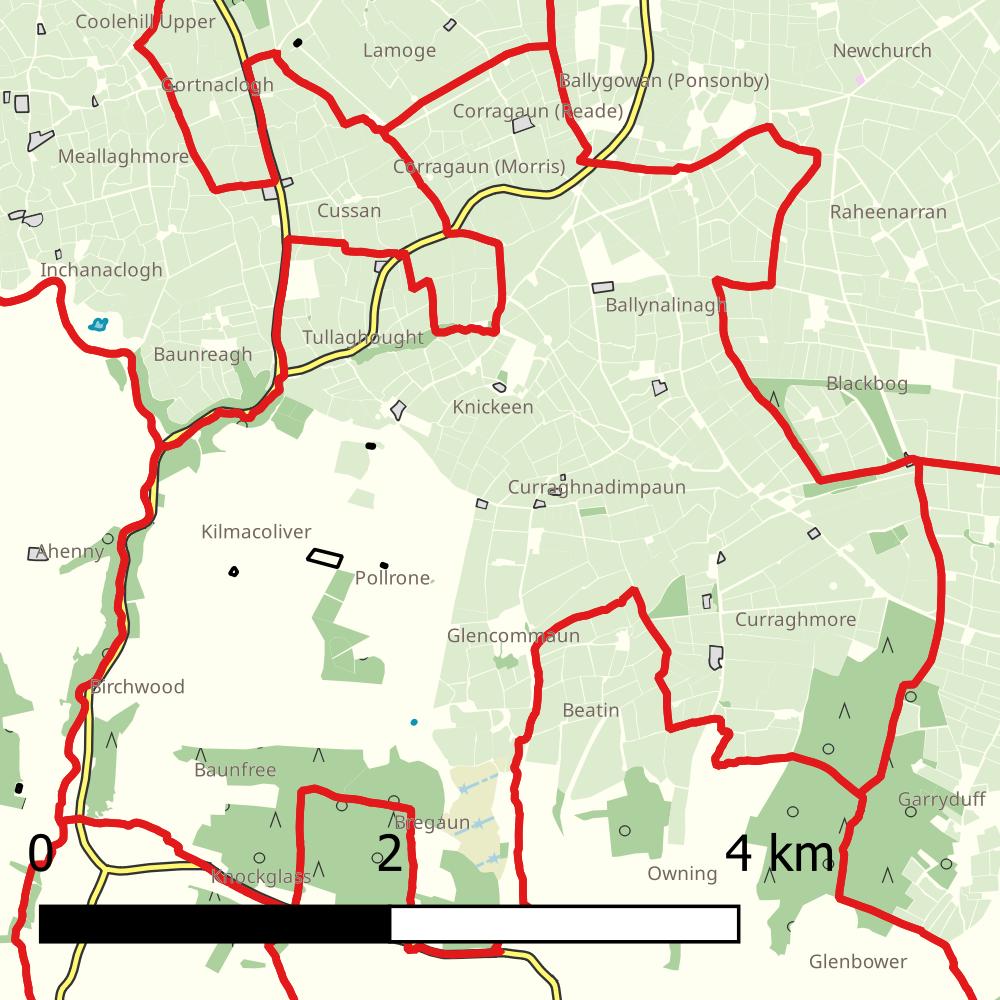 Coolehill Upper
Lamoge
Newchurch
Gortnaclogh
Ballygowan (Ponsonby)
Corragaun (Reade)
Meallaghmore
Corragaun (Morris)
Cussan
Raheenarran
Inchanaclogh
Ballynalinagh
Tullaghought
Baunreagh
Blackbog
Knickeen
Curraghnadimpaun
Kilmacoliver
Ahenny
Pollrone
Curraghmore
Glencommaun
Birchwood
Beatin
Baunfree
Garryduff
Bregaun
0 2 4 km
Knockglass
Owning
Glenbower